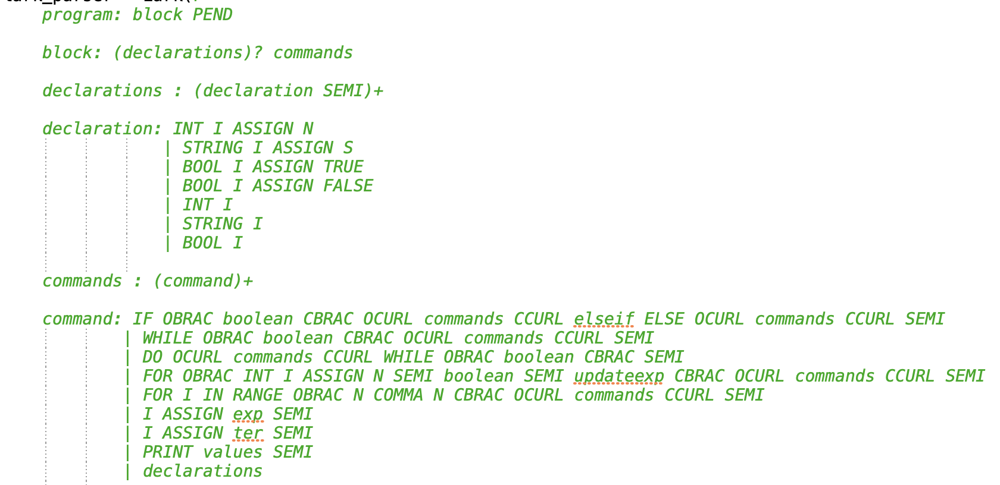 program: block PEND
block: (declarations)? commands
declarations : (declaration SEMI)+
declaration: INT I ASSIGN N
| STRING I ASSIGN S
| BOOL I ASSIGN TRUE
| BOOL I ASSIGN FALSE
| INT I
| STRING I
| BOOL I
commands : (command)+
command: IF OBRAC boolean CBRAC OCURL commands CCURL elseif ELSE OCURL commands CCURL SEMI
| WHILE OBRAC boolean CBRAC OCURL commands CCURL SEMI
| DO OCURL commands CCURL WHILE OBRAC boolean CBRAC SEMI
| FOR OBRAC INT I ASSIGN N SEMI boolean SEMI updateexp CBRAC OCURL commands CCURL SEMI
| FOR I IN RANGE OBRAC N COMMA N CBRAC OCURL commands CCURL SEMI
| I ASSIGN exp SEMI
| I ASSIGN ter SEMI
| PRINT values SEMI
| declarations